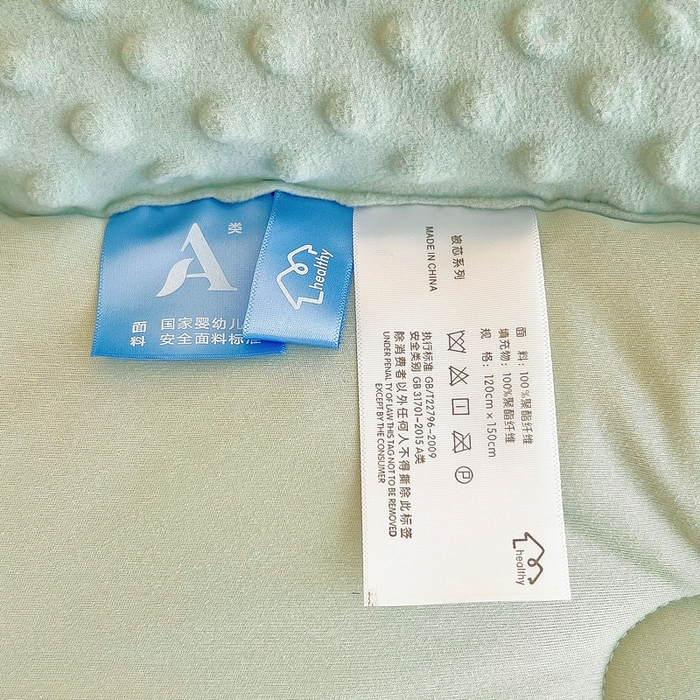 A类
面料
国家婴幼儿
安全面料标准
healthy
被芯系列
MADE IN CHINA
面 料：100%聚酯纤维
填充物：100%聚酯纤维
规 格：120cm×150cm
执行标准 GB/T22796-2009
安全类别 GB 31701-2015 A类
除消费者以外任何人不得撕除此标签
UNDER PENALTY OF LAW THIS TAG NOT TO BE REMOVED
EXCEPT BY THE CONSUMER
healthy